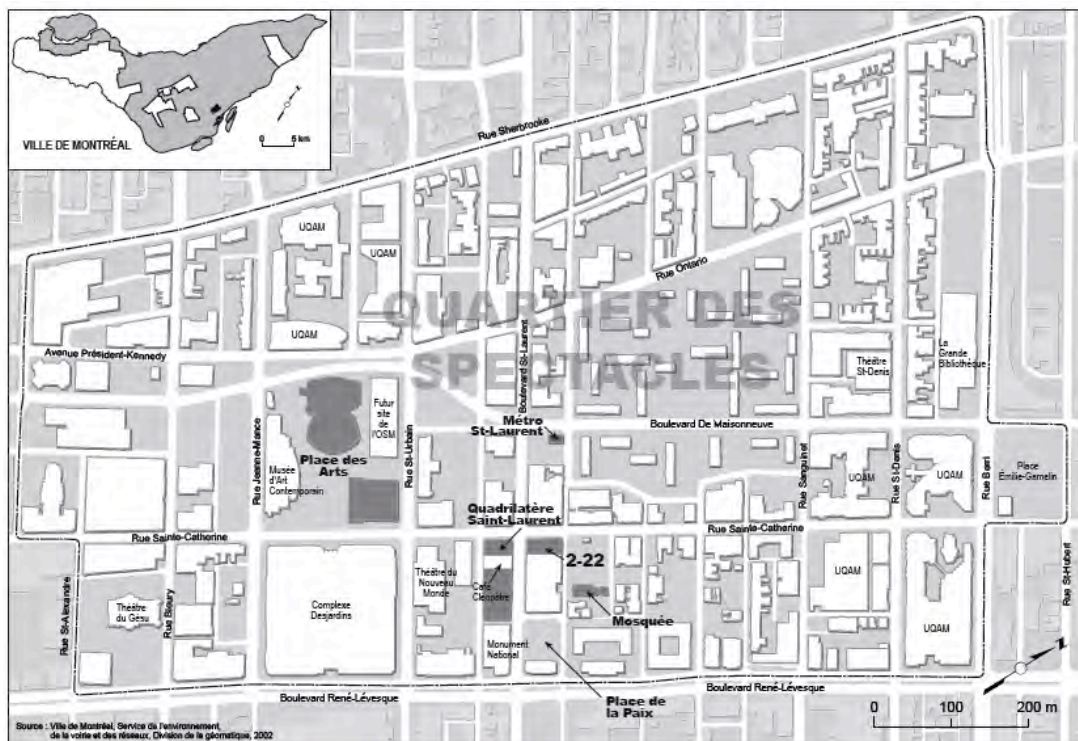 VILLE DE MONTRÉAL
0 5 km
Rue Sherbrooke
UQAM
UQAM
UQAM
Rue Ontario
QUARTIER DES
SPECTACLES
Avenue Président-Kennedy
Boulevard St-Laurent
Théâtre
St-Denis
La
Grande
Bibliothèque
Futur
site
de
l'OSM
Métro
St-Laurent
Boulevard De Maisonneuve
Place des
Arts
Rue Jeanne-Mance
Musée
d'Art
Contemporain
Rue St-Urbain
Rue Sanguinet
UQAM
Rue St-Denis
UQAM
Rue Berri
Place
Émilie-Gamelin
Quadrilatère
Saint-Laurent
Rue Sainte-Catherine
Rue Sainte-Catherine
2-22
Théâtre du
Nouveau
Monde
Café
Cléopâtre
Rue St-Alexandre
Théâtre
du Gesu
Rue Bleury
Complexe
Desjardins
Mosquée
UQAM
UQAM
Rue St-Hubert
Monument
National
Place de
la Paix
Boulevard René-Lévesque
Boulevard René-Lévesque
N
0 100 200 m
Source : Ville de Montréal, Service de l'environnement,
de la voirie et des réseaux, Division de la géomatique, 2002